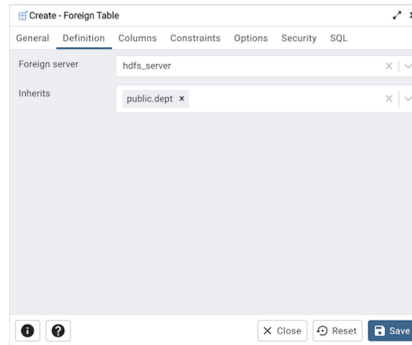 Create - Foreign Table
General Definition Columns Constraints Options Security SQL
Foreign server hdfs_server
Inherits public.dept
Close Reset Save